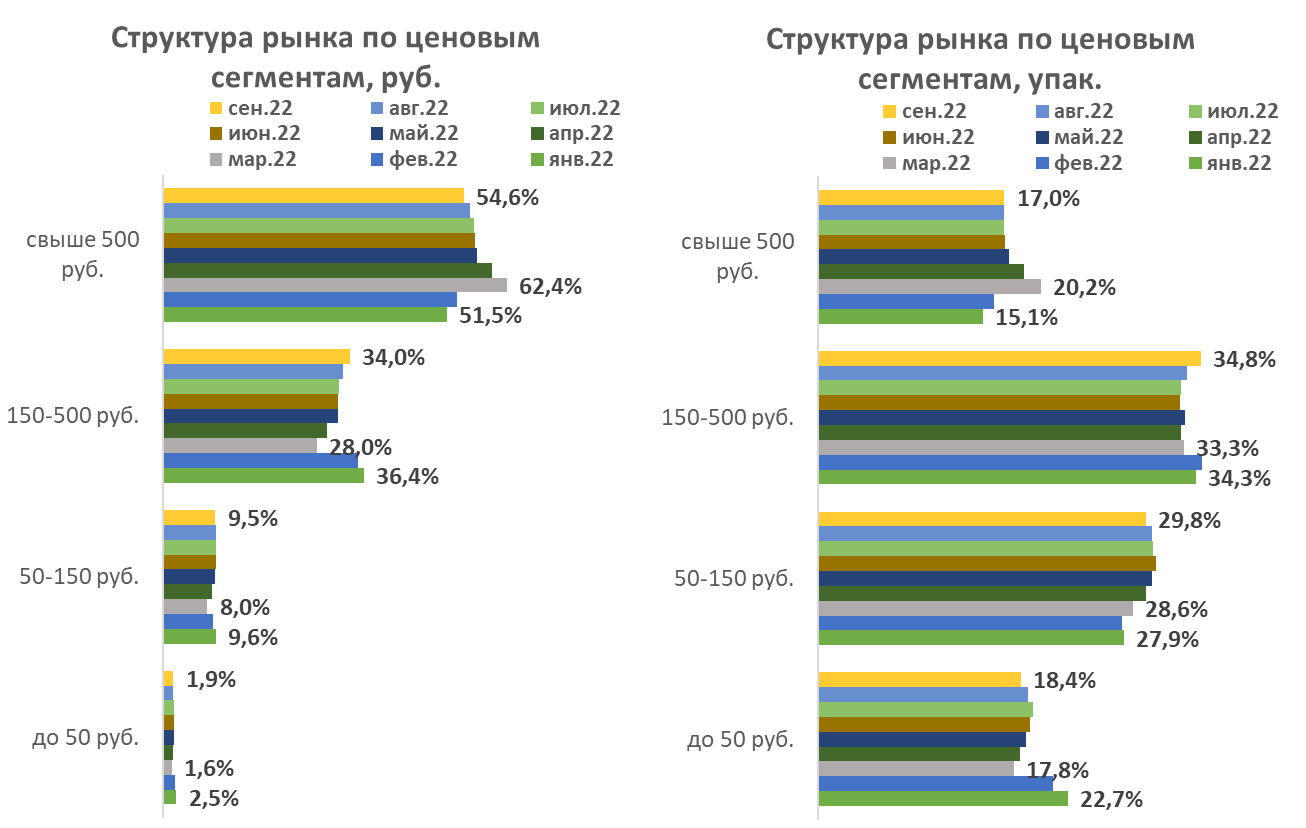 Структура рынка по ценовым
сегментам, руб.
сен.22 авг.22 июл.22
июн.22 май.22 апр.22
мар.22 фев.22 янв.22
54,6%
свыше 500
руб.
62,4%
51,5%
34,0%
150-500 руб.
28,0%
36,4%
9,5%
50-150 руб.
8,0%
9,6%
1,9%
до 50 руб.
1,6%
2,5%
Структура рынка по ценовым
сегментам, упак.
сен.22 авг.22 июл.22
июн.22 май.22 апр.22
мар.22 фев.22 янв.22
17,0%
свыше 500
руб.
20,2%
15,1%
34,8%
150-500 руб.
33,3%
34,3%
29,8%
50-150 руб.
28,6%
27,9%
18,4%
до 50 руб.
17,8%
22,7%